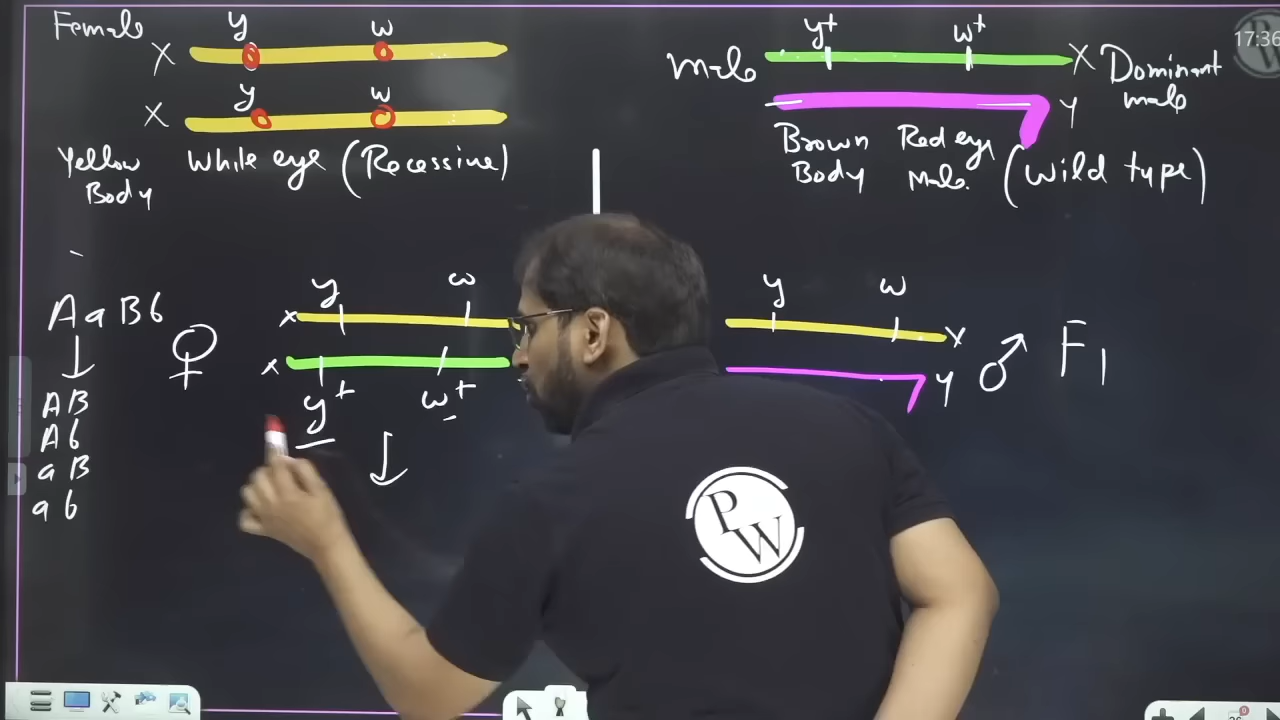 Female y w
X
y w
X
Yellow Body White eye (Recessive)
Male y+ w+ X Dominant male
Y
Brown Body Red eye Male. (Wild type)
17:36
AaBb
AB
Ab
aB
ab
♀ y w
x
x
y+ w+
y w
x
y
♂ F1
PW